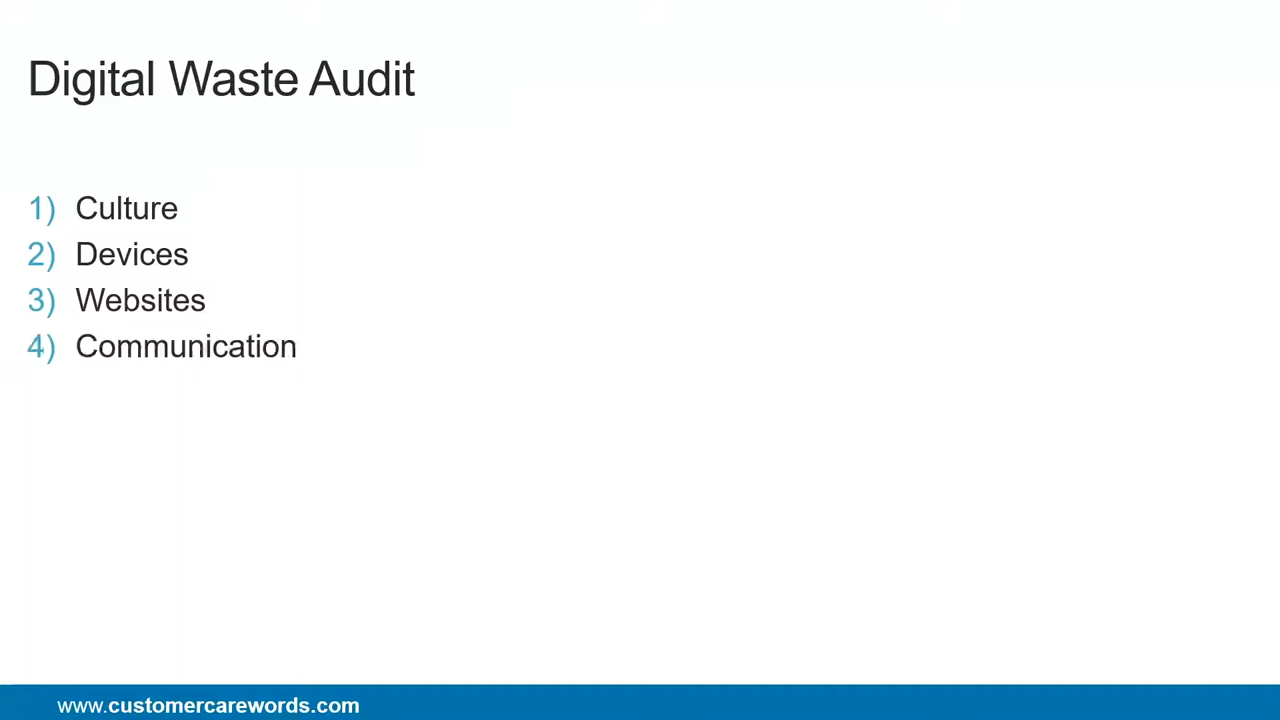 Digital Waste Audit
1) Culture
2) Devices
3) Websites
4) Communication
www.customercarewords.com